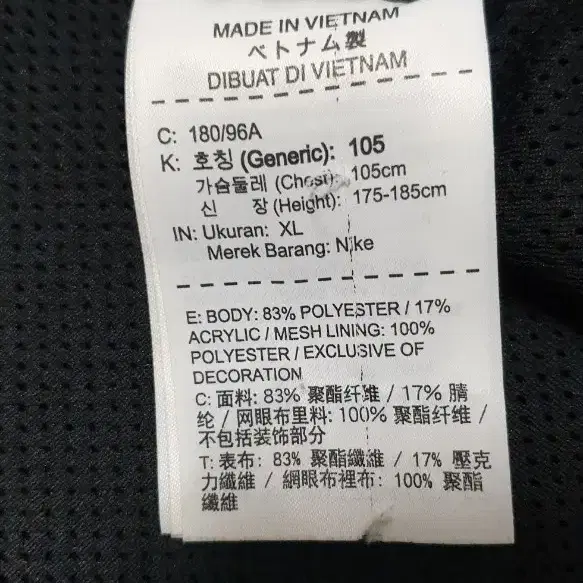 MADE IN VIETNAM
ベトナム製
DIBUAT DI VIETNAM
C: 180/96A
K: 호칭 (Generic): 105
가슴둘레 (Chest): 105cm
신 장 (Height): 175-185cm
IN: Ukuran: XL
Merek Barang: Nike
E: BODY: 83% POLYESTER / 17%
ACRYLIC / MESH LINING: 100%
POLYESTER / EXCLUSIVE OF
DECORATION
C: 面料: 83% 聚酯纤维 / 17% 腈
纶 / 网眼布里料: 100% 聚酯纤维 /
不包括装饰部分
T: 表布: 83% 聚酯纖維 / 17% 壓克
力纖維 / 網眼布裡布: 100% 聚酯
纖維